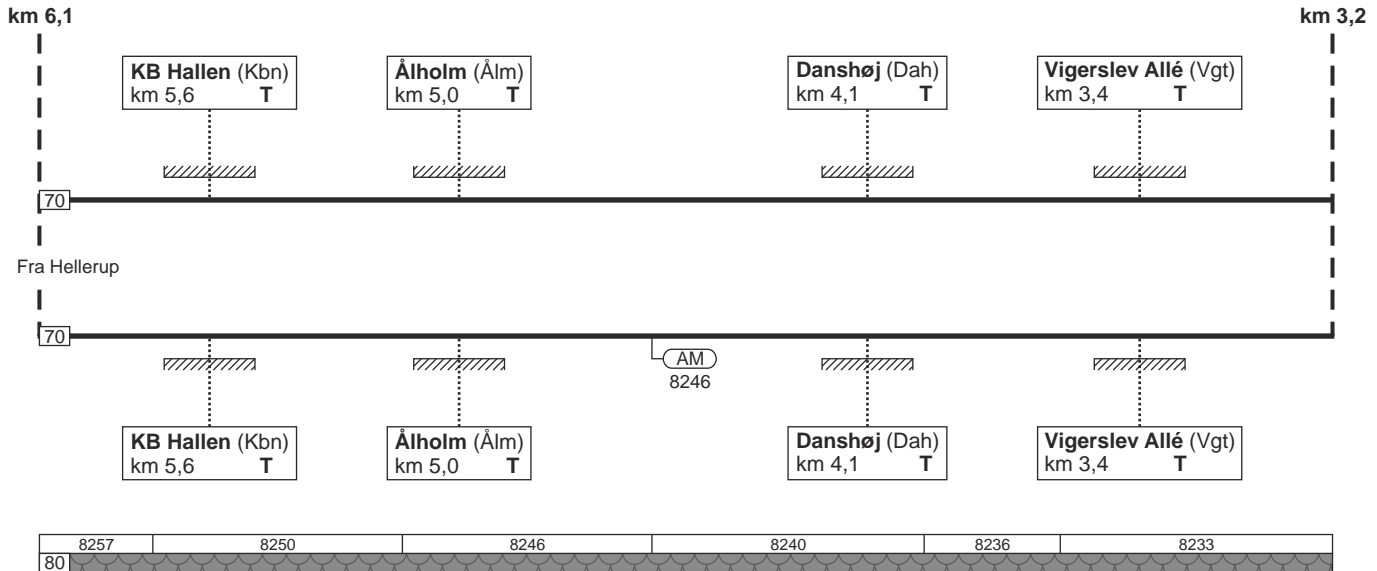 km 6,1
km 3,2
KB Hallen (Kbn)
km 5,6 T
Ålholm (Ålm)
km 5,0 T
Danshøj (Dah)
km 4,1 T
Vigerslev Allé (Vgt)
km 3,4 T
70
Fra Hellerup
70
AM
8246
KB Hallen (Kbn)
km 5,6 T
Ålholm (Ålm)
km 5,0 T
Danshøj (Dah)
km 4,1 T
Vigerslev Allé (Vgt)
km 3,4 T
8257 8250 8246 8240 8236 8233
80